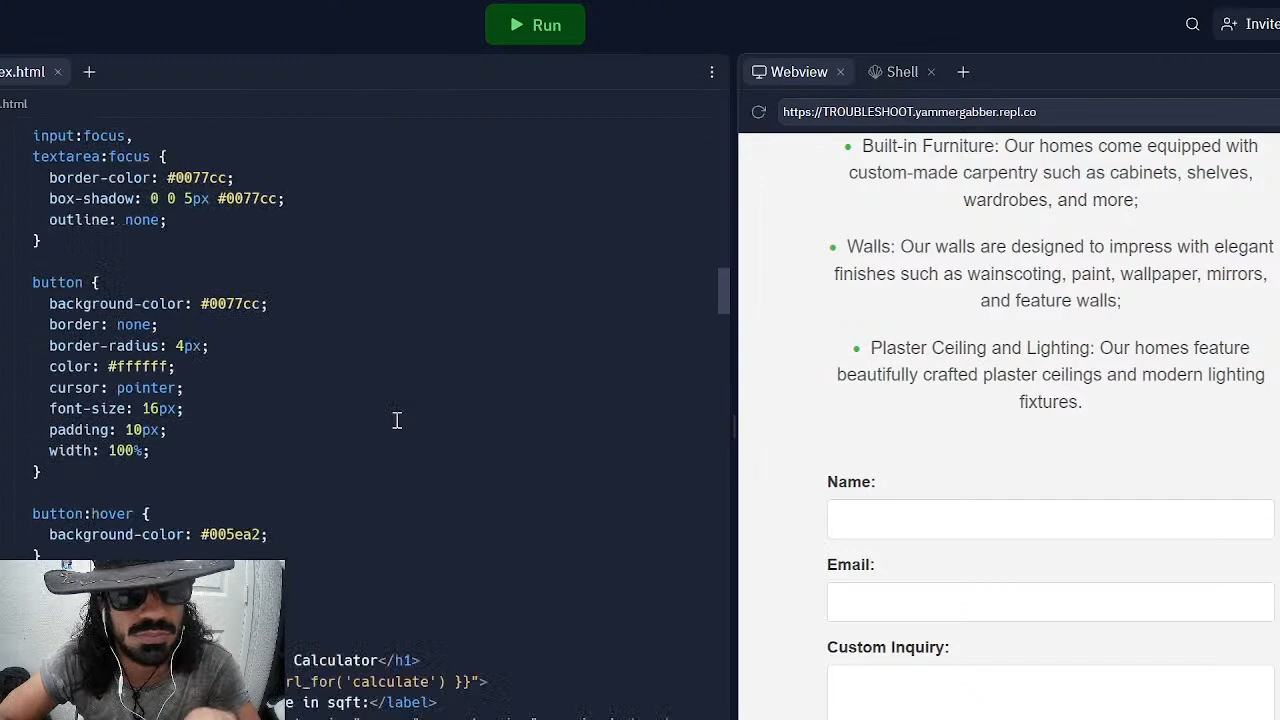 Run
Invite
ex.html
Webview
Shell
.html
https://TROUBLESHOOT.yammergabber.repl.co
input:focus,
textarea:focus {
border-color: #0077cc;
box-shadow: 0 0 5px #0077cc;
outline: none;
}
button {
background-color: #0077cc;
border: none;
border-radius: 4px;
color: #ffffff;
cursor: pointer;
font-size: 16px;
padding: 10px;
width: 100%;
}
button:hover {
background-color: #005ea2;
}
Calculator</h1>
rl_for('calculate') }}">
e in sqft:</label>
Built-in Furniture: Our homes come equipped with
custom-made carpentry such as cabinets, shelves,
wardrobes, and more;
Walls: Our walls are designed to impress with elegant
finishes such as wainscoting, paint, wallpaper, mirrors,
and feature walls;
Plaster Ceiling and Lighting: Our homes feature
beautifully crafted plaster ceilings and modern lighting
fixtures.
Name:
Email:
Custom Inquiry: